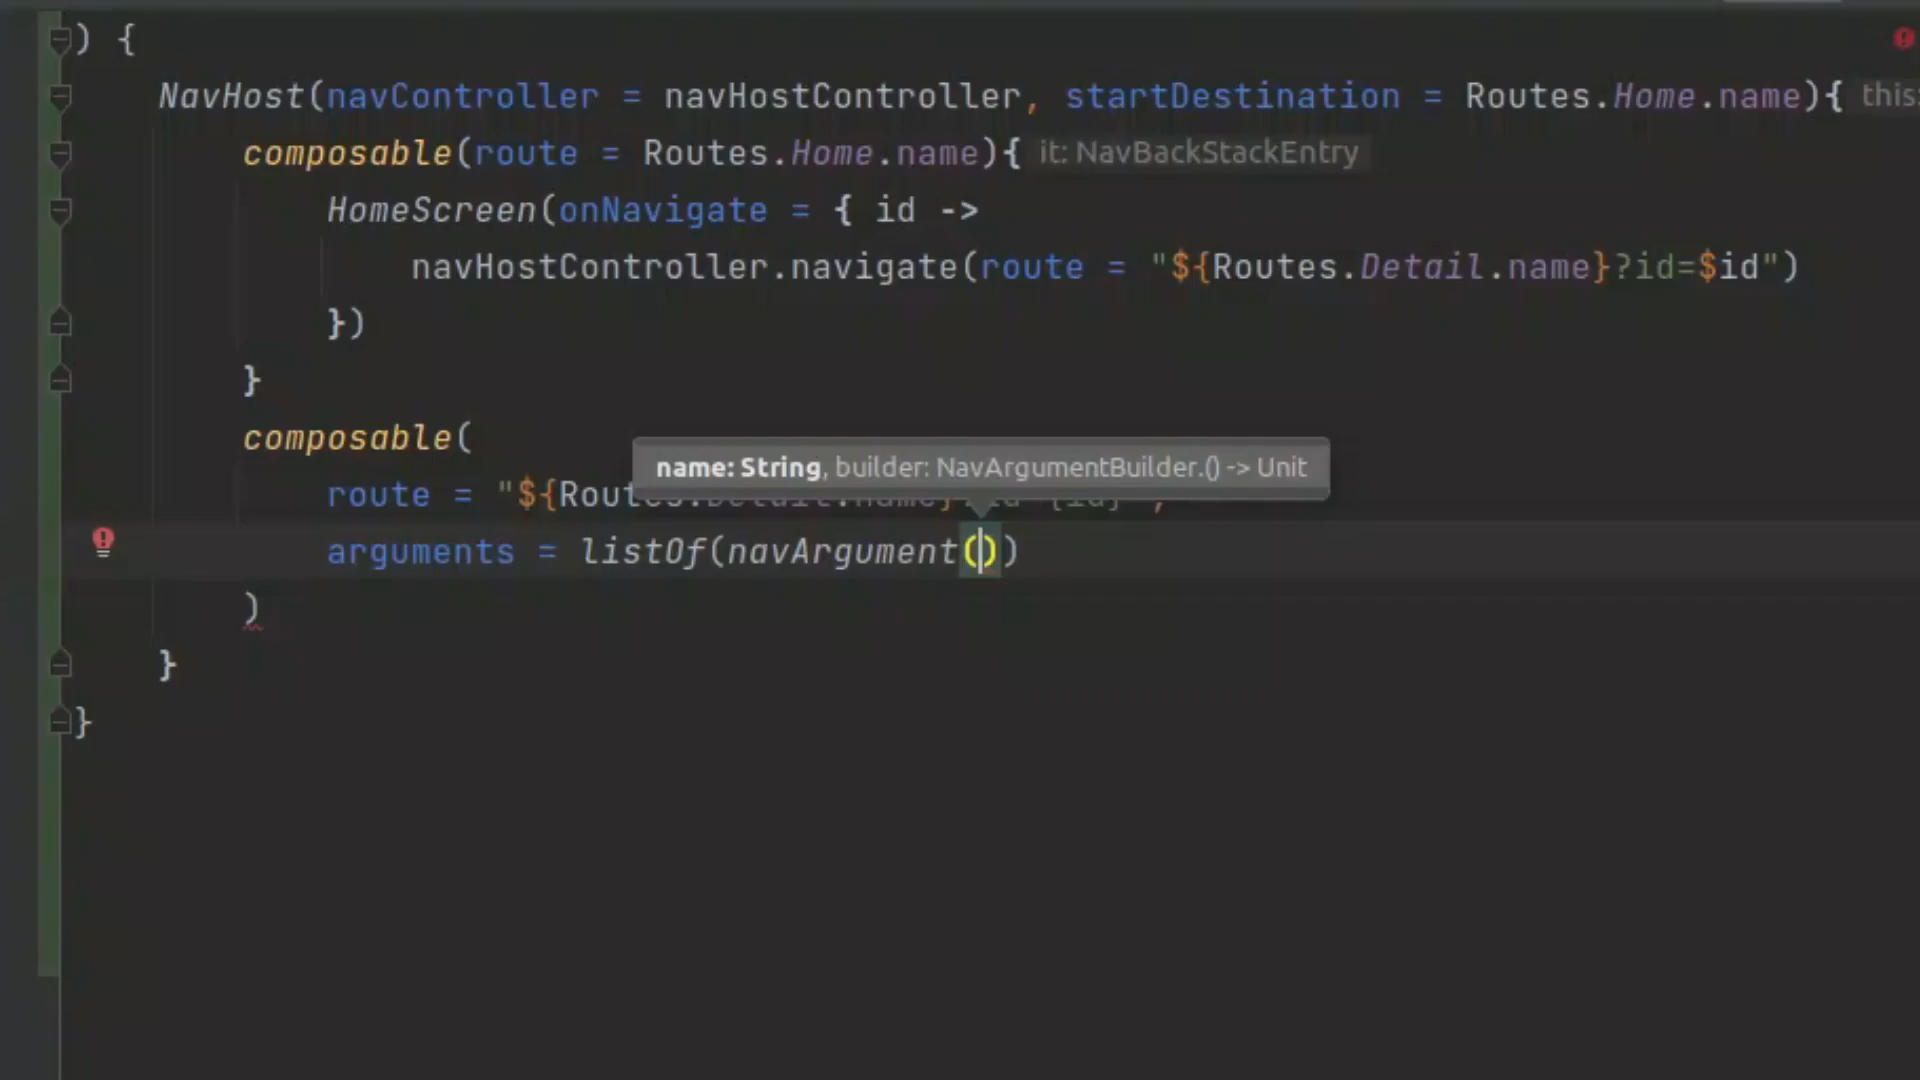 ) {
NavHost(navController = navHostController, startDestination = Routes.Home.name){ this:
composable(route = Routes.Home.name){ it: NavBackStackEntry
HomeScreen(onNavigate = { id ->
navHostController.navigate(route = "${Routes.Detail.name}?id=$id")
})
}
composable(
name: String, builder: NavArgumentBuilder.() -> Unit
route = "${Rout
arguments = listOf(navArgument())
)
}
}